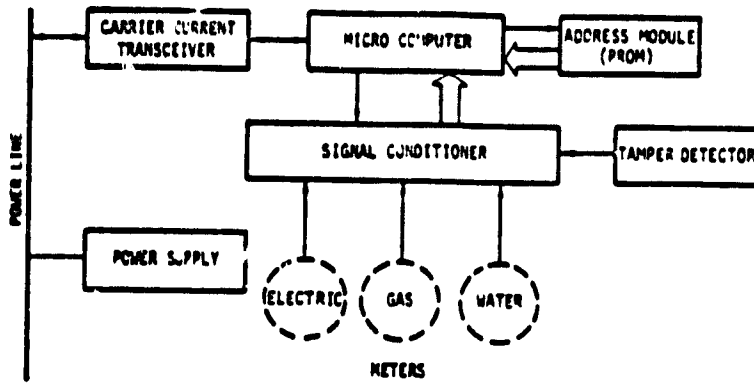 CARRIER CURRENT
TRANSCEIVER
MICRO COMPUTER
ADDRESS MODULE
(PROM)
SIGNAL CONDITIONER
TAMPER DETECTOR
POWER LINE
POWER SUPPLY
ELECTRIC
GAS
WATER
METERS